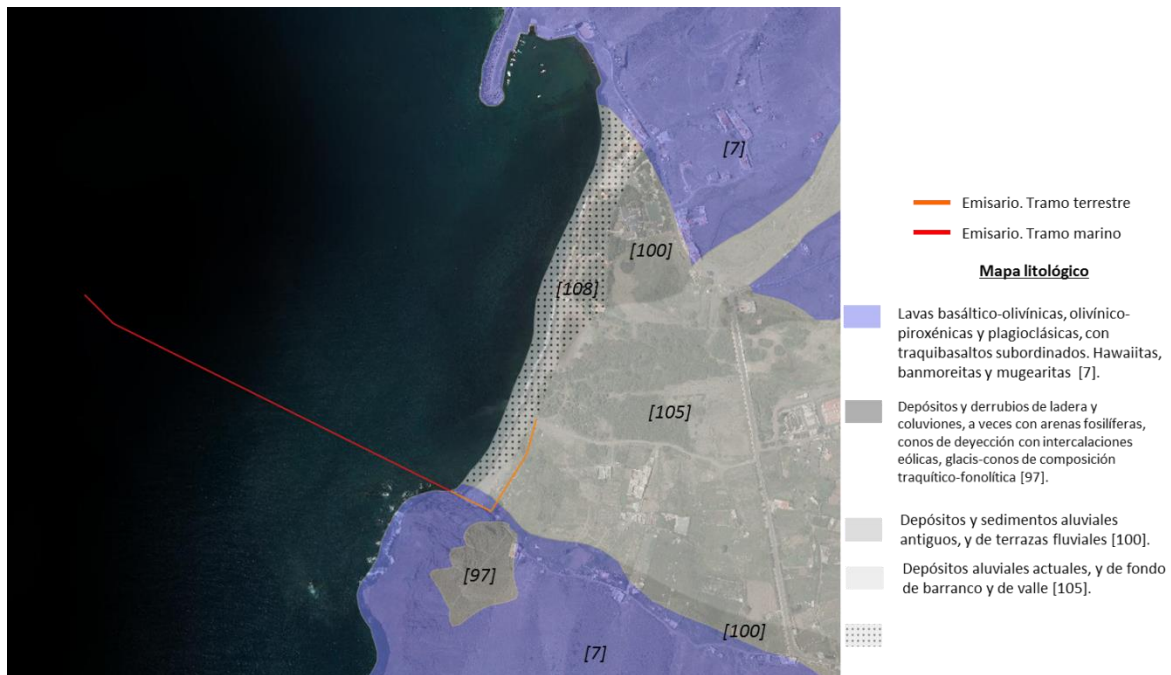 [7]
[100]
[108]
[105]
[97]
[100]
[7]
Emisario. Tramo terrestre
Emisario. Tramo marino
Mapa litológico
Lavas basáltico-olivínicas, olivínico-
piroxénicas y plagioclásicas, con
traquibasaltos subordinados. Hawaiitas,
banmoreitas y mugearitas [7].
Depósitos y derrubios de ladera y
coluviones, a veces con arenas fosilíferas,
conos de deyección con intercalaciones
eólicas, glacis-conos de composición
traquítico-fonolítica [97].
Depósitos y sedimentos aluviales
antiguos, y de terrazas fluviales [100].
Depósitos aluviales actuales, y de fondo
de barranco y de valle [105].